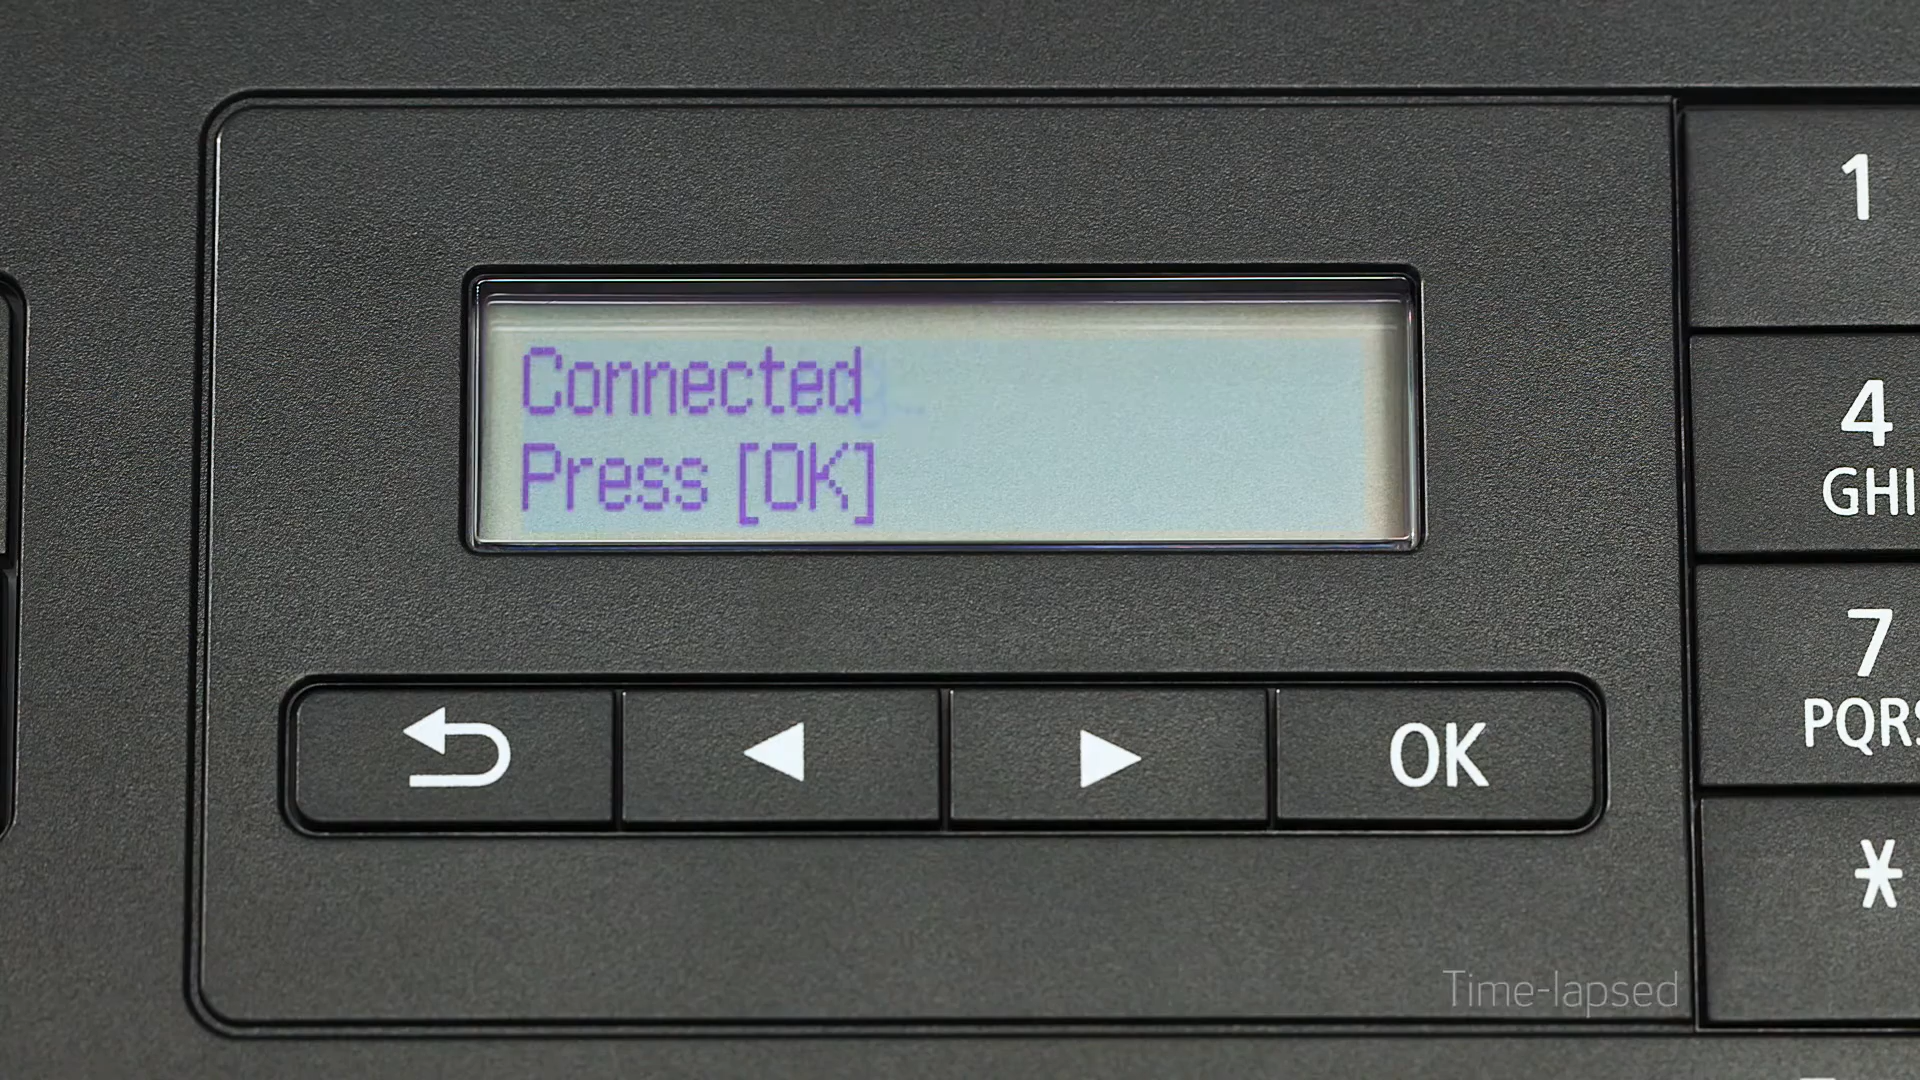 Connected
Press [OK]
OK
1
4
GHI
7
PQRS
*
Time-lapsed